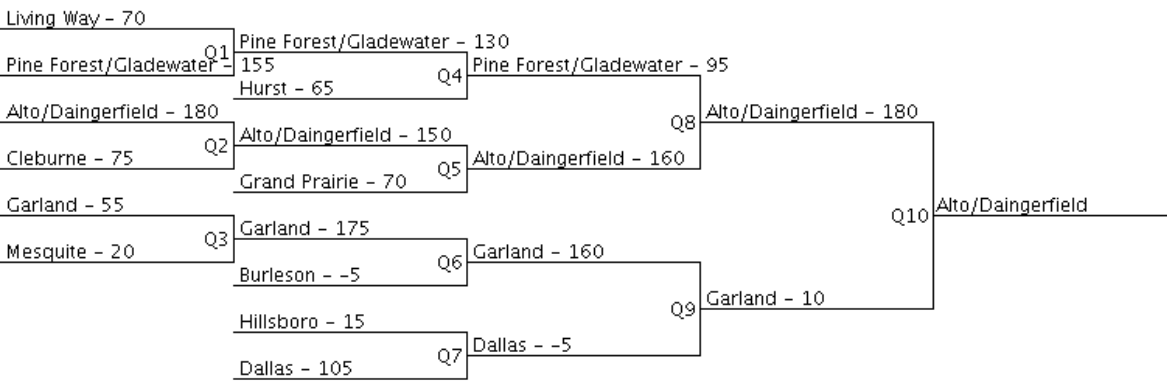 Living Way - 70
Q1
Pine Forest/Gladewater - 155
Pine Forest/Gladewater - 130
Q4
Hurst - 65
Pine Forest/Gladewater - 95
Alto/Daingerfield - 180
Q2
Cleburne - 75
Alto/Daingerfield - 150
Q5
Grand Prairie - 70
Alto/Daingerfield - 160
Q8
Alto/Daingerfield - 180
Garland - 55
Q3
Mesquite - 20
Garland - 175
Q6
Burleson - -5
Garland - 160
Hillsboro - 15
Q7
Dallas - 105
Dallas - -5
Q9
Garland - 10
Q10
Alto/Daingerfield